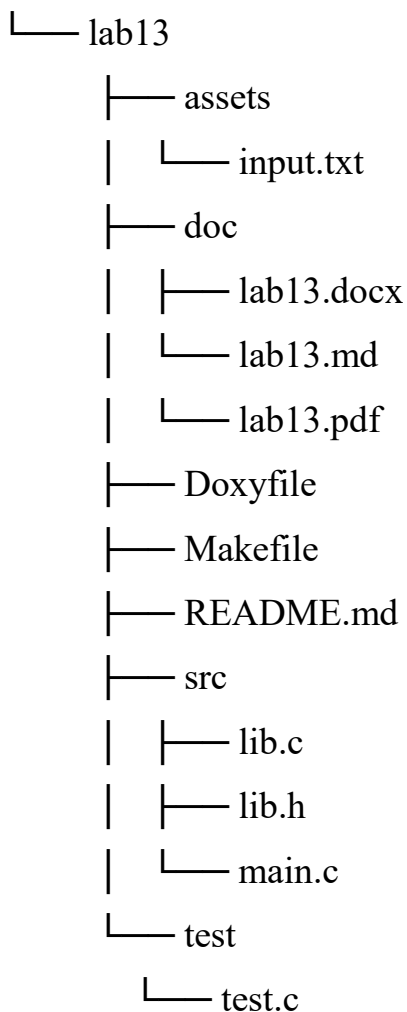 └── lab13
    ├── assets
    │   └── input.txt
    ├── doc
    │   ├── lab13.docx
    │   └── lab13.md
    │   └── lab13.pdf
    ├── Doxyfile
    ├── Makefile
    ├── README.md
    ├── src
    │   ├── lib.c
    │   ├── lib.h
    │   └── main.c
    └── test
      └── test.c